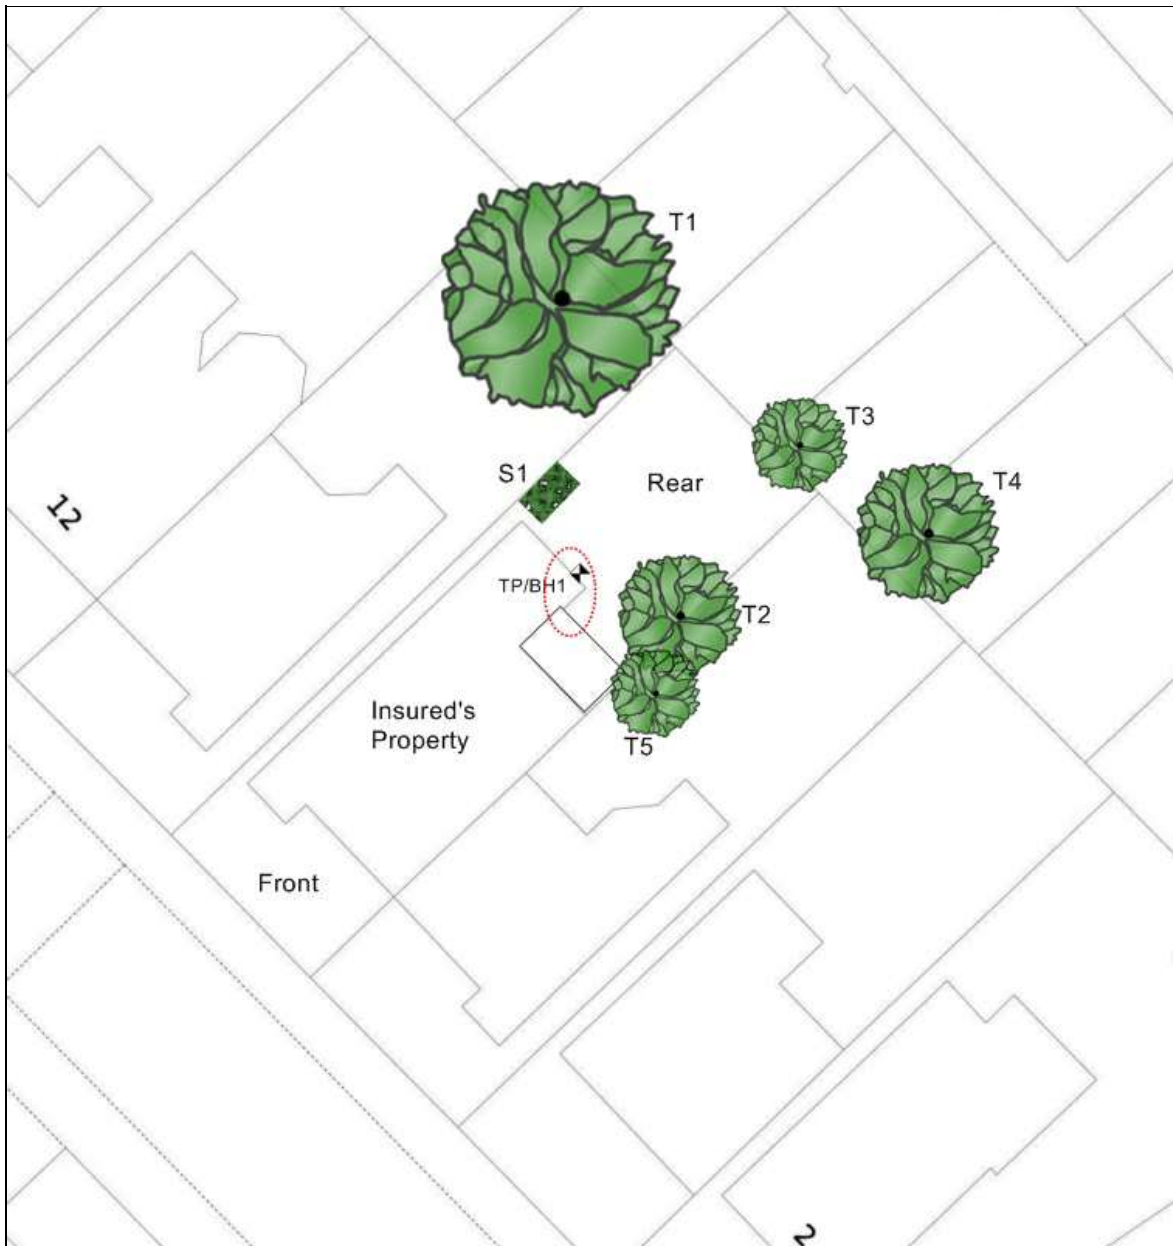 T1
T3
S1
Rear
T4
12
TP/BH1
T2
Insured's
Property
T5
Front
2